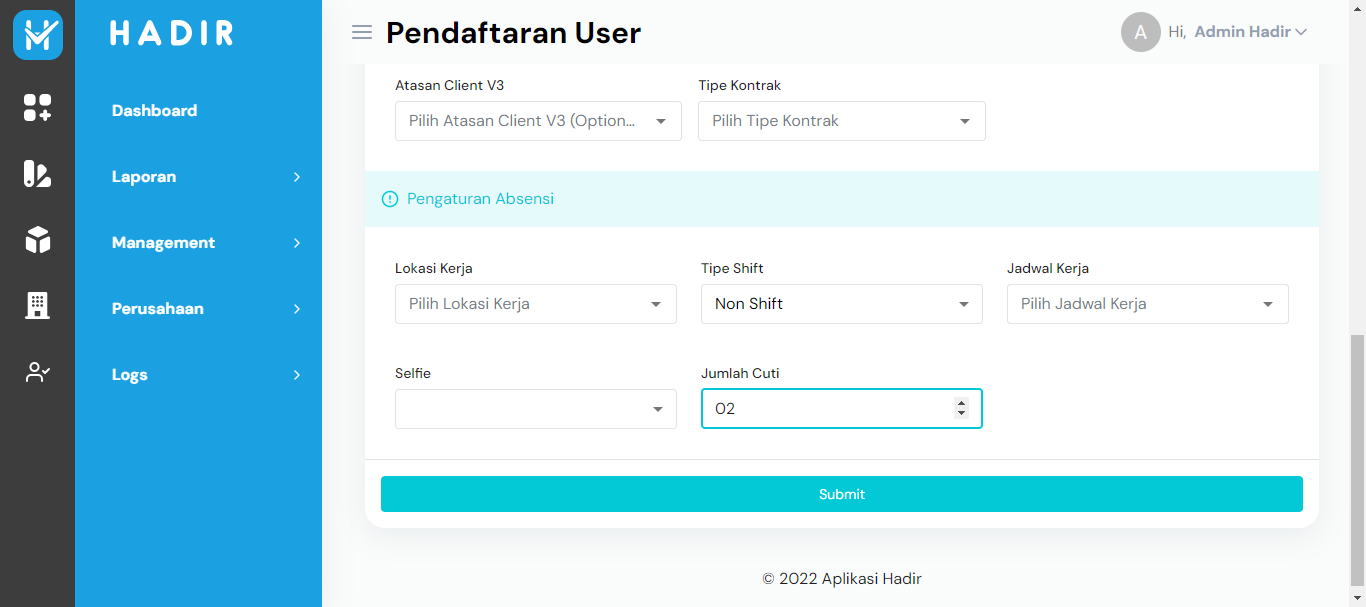 HADIR
Dashboard
Laporan
Management
Perusahaan
Logs
Pendaftaran User
A Hi, Admin Hadir
Atasan Client V3 Tipe Kontrak
Pilih Atasan Client V3 (Option... Pilih Tipe Kontrak
Pengaturan Absensi
Lokasi Kerja Tipe Shift Jadwal Kerja
Pilih Lokasi Kerja Non Shift Pilih Jadwal Kerja
Selfie Jumlah Cuti
02
Submit
© 2022 Aplikasi Hadir